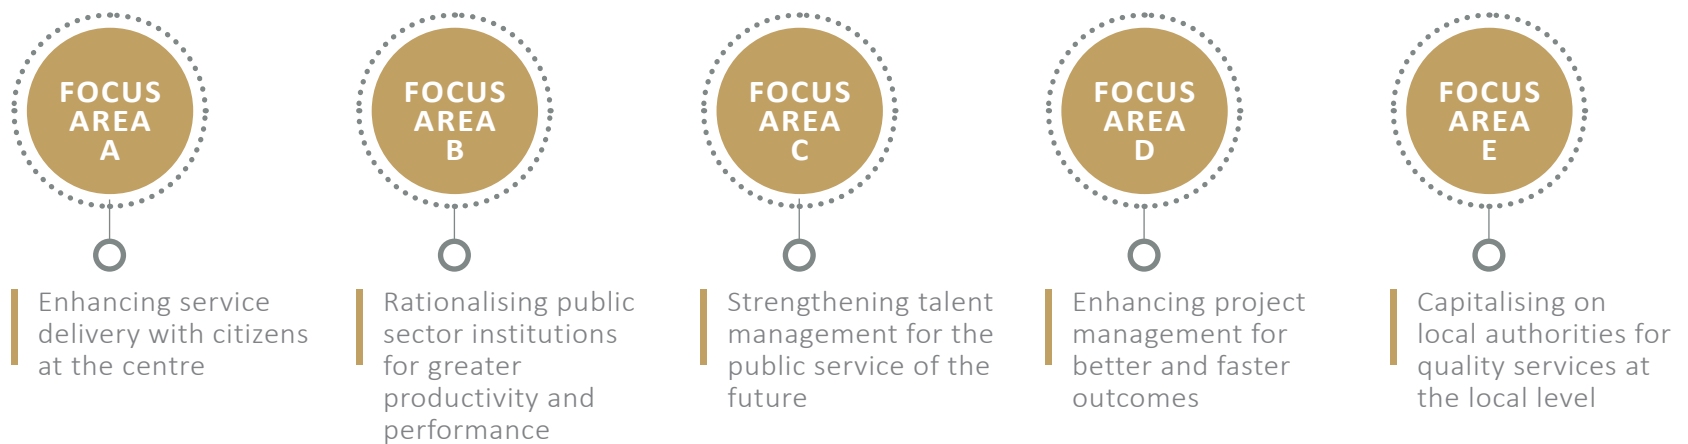 FOCUS
AREA
A
Enhancing service
delivery with citizens
at the centre
FOCUS
AREA
B
Rationalising public
sector institutions
for greater
productivity and
performance
FOCUS
AREA
C
Strengthening talent
management for the
public service of the
future
FOCUS
AREA
D
Enhancing project
management for
better and faster
outcomes
FOCUS
AREA
E
Capitalising on
local authorities for
quality services at
the local level